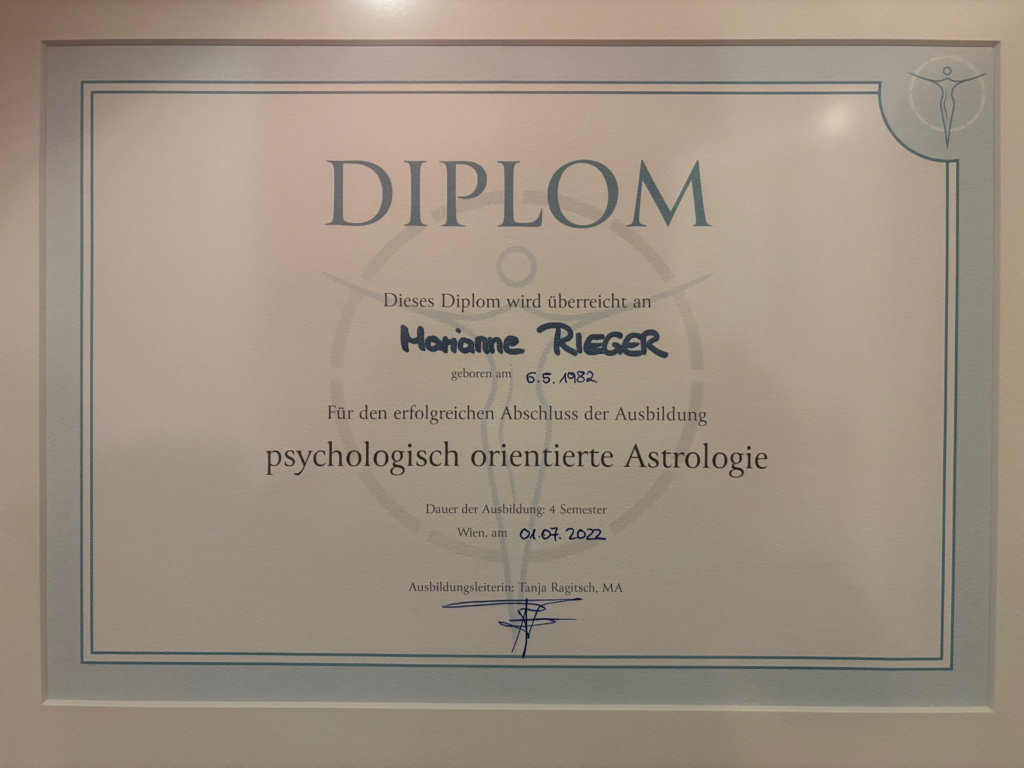 DIPLOM
Dieses Diplom wird überreicht an
Marianne RIEGER
geboren am 6.5.1982
Für den erfolgreichen Abschluss der Ausbildung
psychologisch orientierte Astrologie
Dauer der Ausbildung: 4 Semester
Wien, am 01.07.2022
Ausbildungsleiterin: Tanja Ragitsch, MA